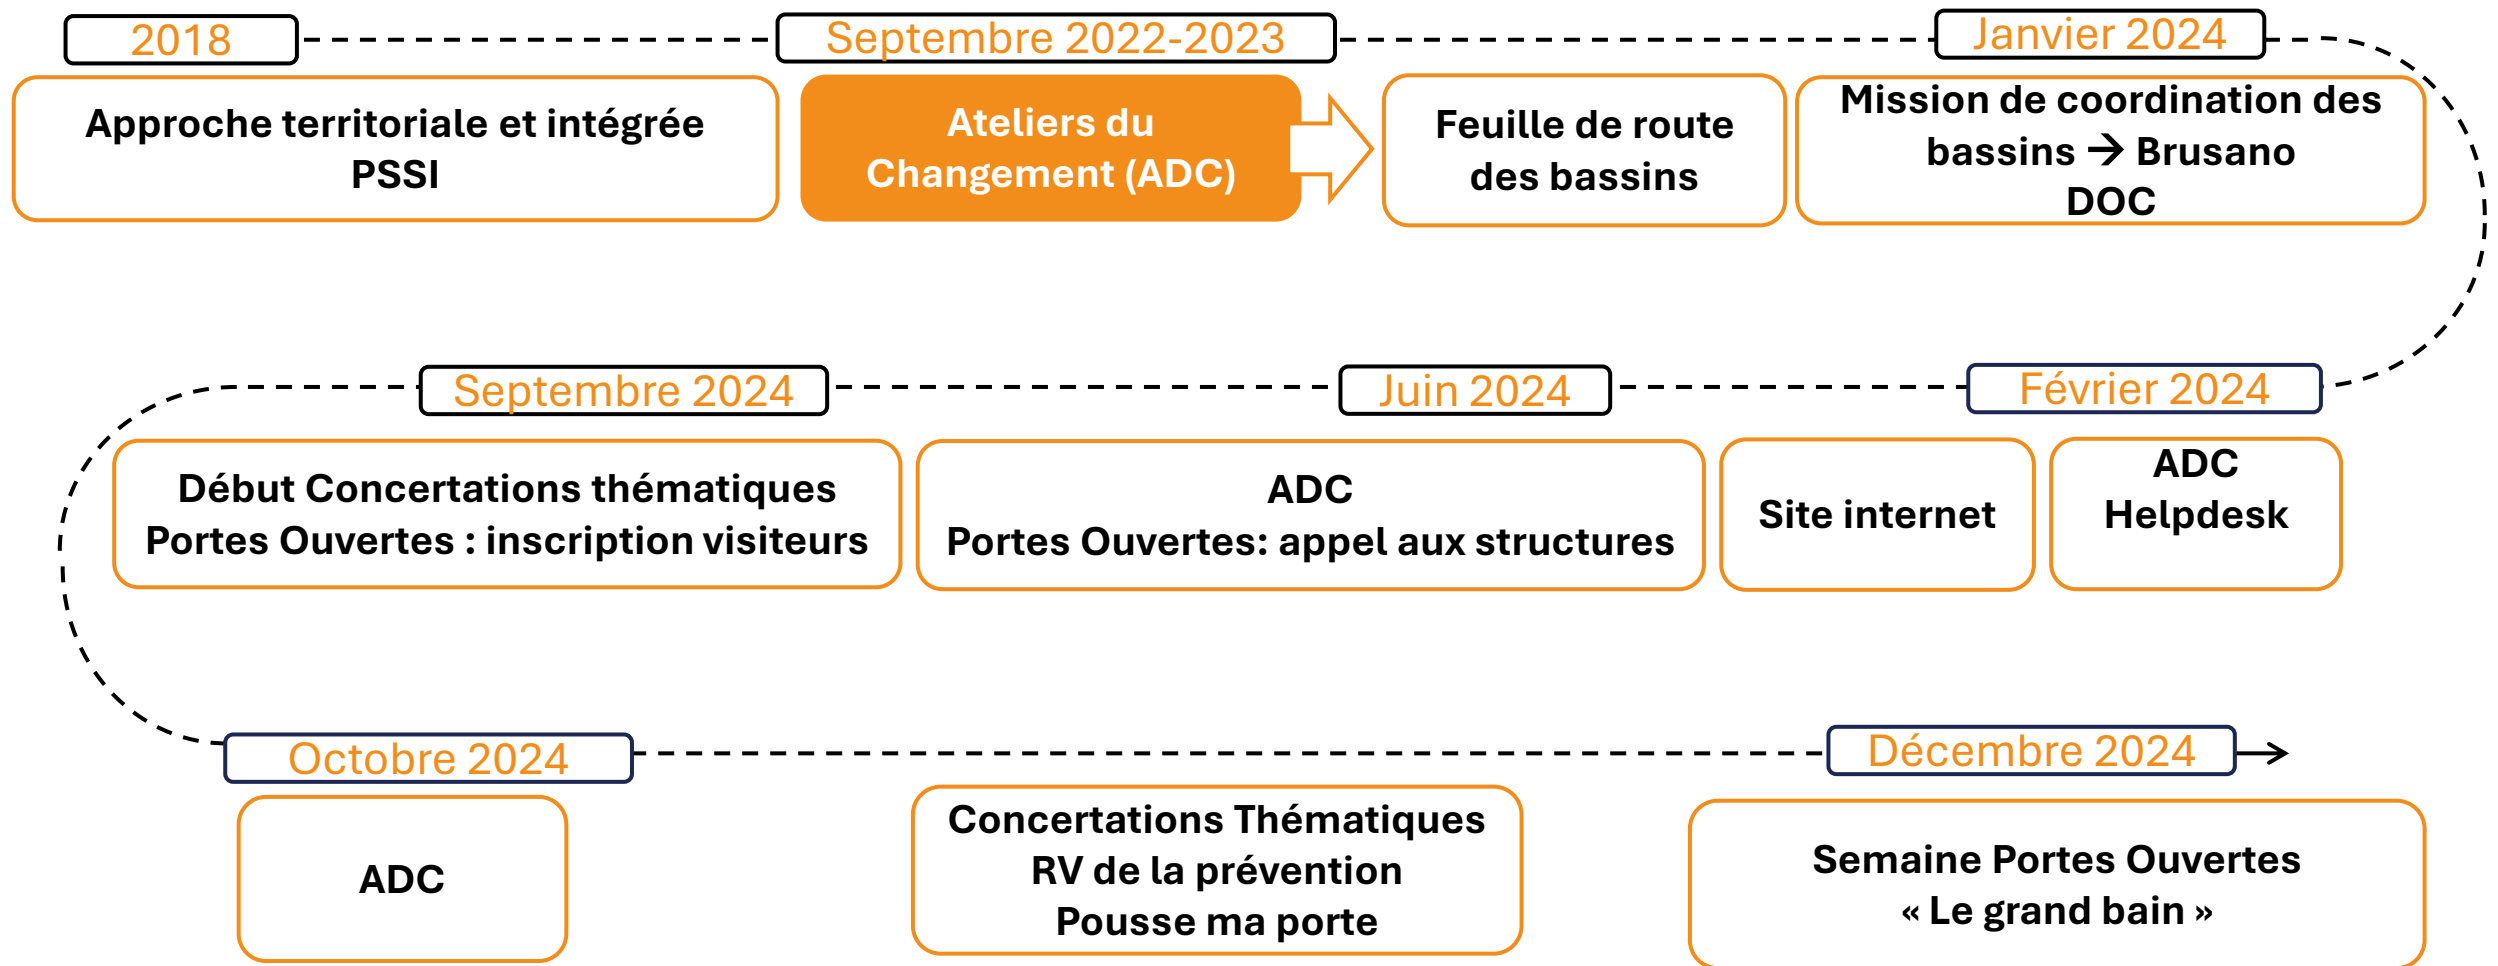 2018
Septembre 2022-2023
Janvier 2024
Approche territoriale et intégrée
PSSI
Ateliers du
Changement (ADC)
Feuille de route
des bassins
Mission de coordination des
bassins → Brusano
DOC
Septembre 2024
Juin 2024
Février 2024
Début Concertations thématiques
Portes Ouvertes : inscription visiteurs
ADC
Portes Ouvertes: appel aux structures
Site internet
ADC
Helpdesk
Octobre 2024
Décembre 2024
ADC
Concertations Thématiques
RV de la prévention
Pousse ma porte
Semaine Portes Ouvertes
« Le grand bain »